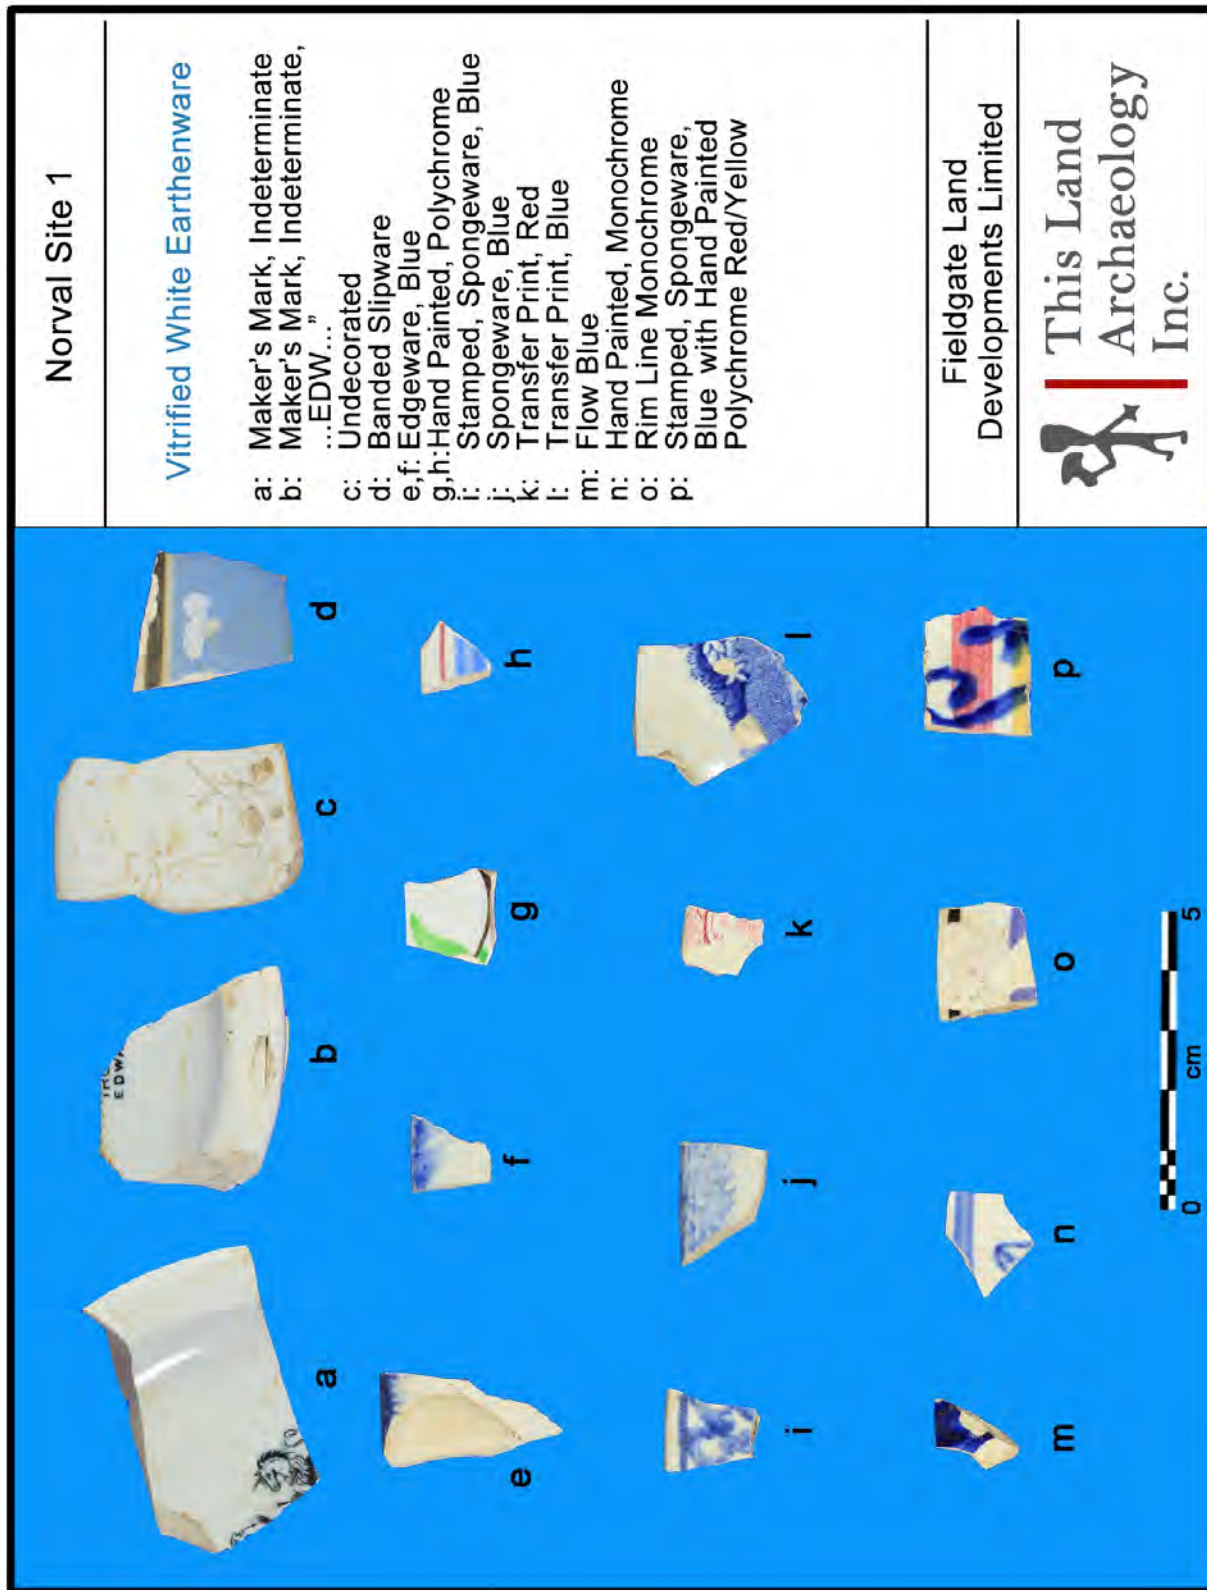 Norval Site 1
Vitrified White Earthenware
a: Maker's Mark, Indeterminate
b: Maker's Mark, Indeterminate,
...EDW..."
c: Undecorated
d: Banded Slipware
e,f: Edgeware, Blue
g,h: Hand Painted, Polychrome
i: Stamped, Spongeware, Blue
j: Spongeware, Blue
k: Transfer Print, Red
l: Transfer Print, Blue
m: Flow Blue
n: Hand Painted, Monochrome
o: Rim Line Monochrome
p: Stamped, Spongeware,
Blue with Hand Painted
Polychrome Red/Yellow
Fieldgate Land
Developments Limited
This Land
Archaeology
Inc.
EDW
a
b
c
d
e
f
g
h
i
j
k
l
m
n
o
p
0 cm 5